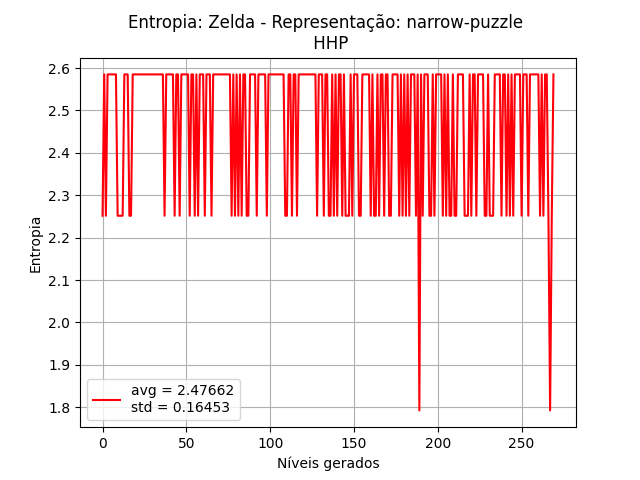 Entropia: Zelda - Representação: narrow-puzzle
HHP
2.6
2.5
2.4
2.3
2.2
2.1
2.0
1.9
1.8
Entropia
avg = 2.47662
std = 0.16453
0 50 100 150 200 250
Níveis gerados